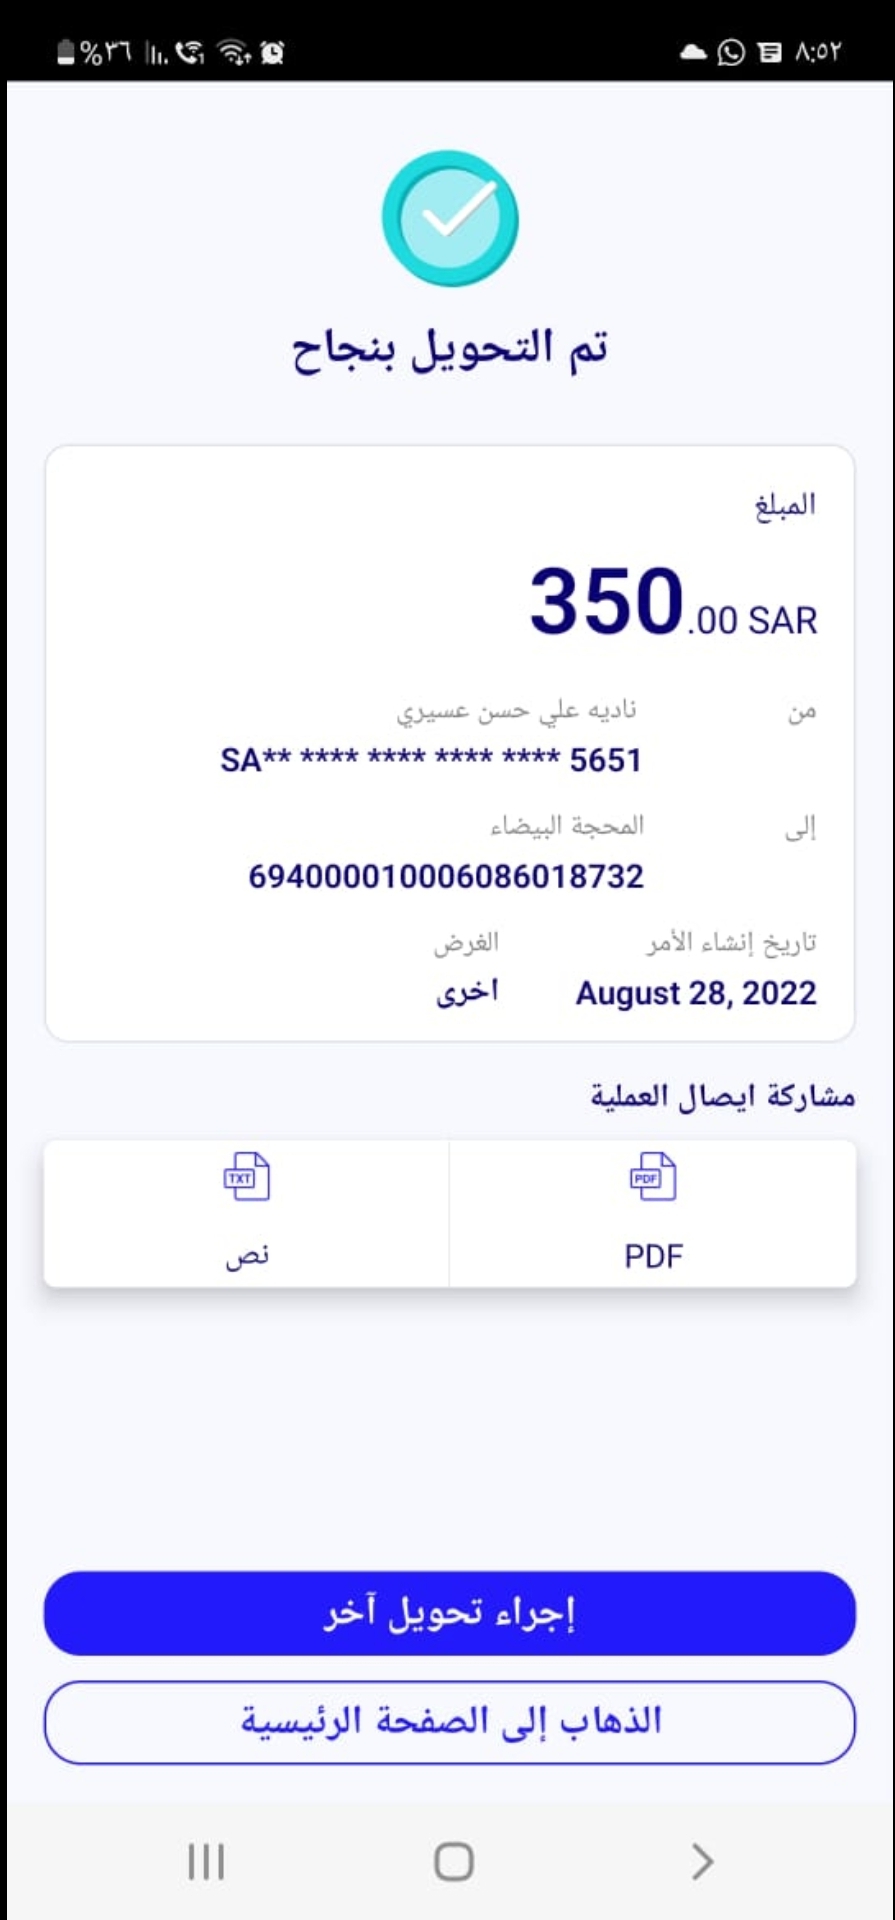 ٨:٥٢
%٣٦
تم التحويل بنجاح
المبلغ
350.00 SAR
من ناديه علي حسن عسيري
SA** **** **** **** **** 5651
إلى المحجة البيضاء
694000010006086018732
تاريخ إنشاء الأمر الغرض
August 28, 2022 اخرى
مشاركة ايصال العملية
PDF TXT
PDF نص
إجراء تحويل آخر
الذهاب إلى الصفحة الرئيسية